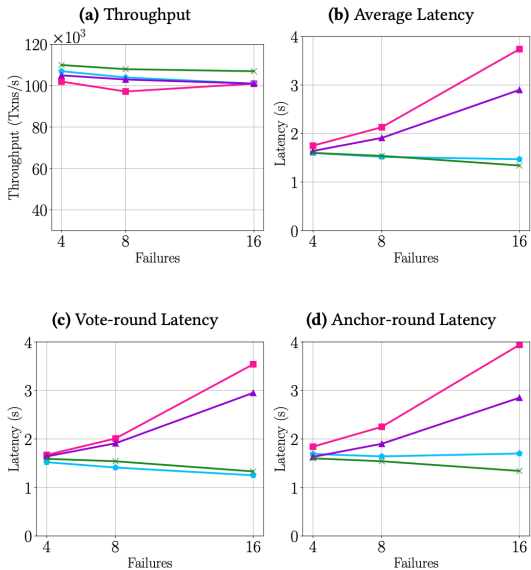 (a) Throughput
×10³
120
100
80
60
40
Throughput (Txns/s)
4 8 16
Failures
(b) Average Latency
4
3
2
1
0
Latency (s)
4 8 16
Failures
(c) Vote-round Latency
4
3
2
1
0
Latency (s)
4 8 16
Failures
(d) Anchor-round Latency
4
3
2
1
0
Latency (s)
4 8 16
Failures